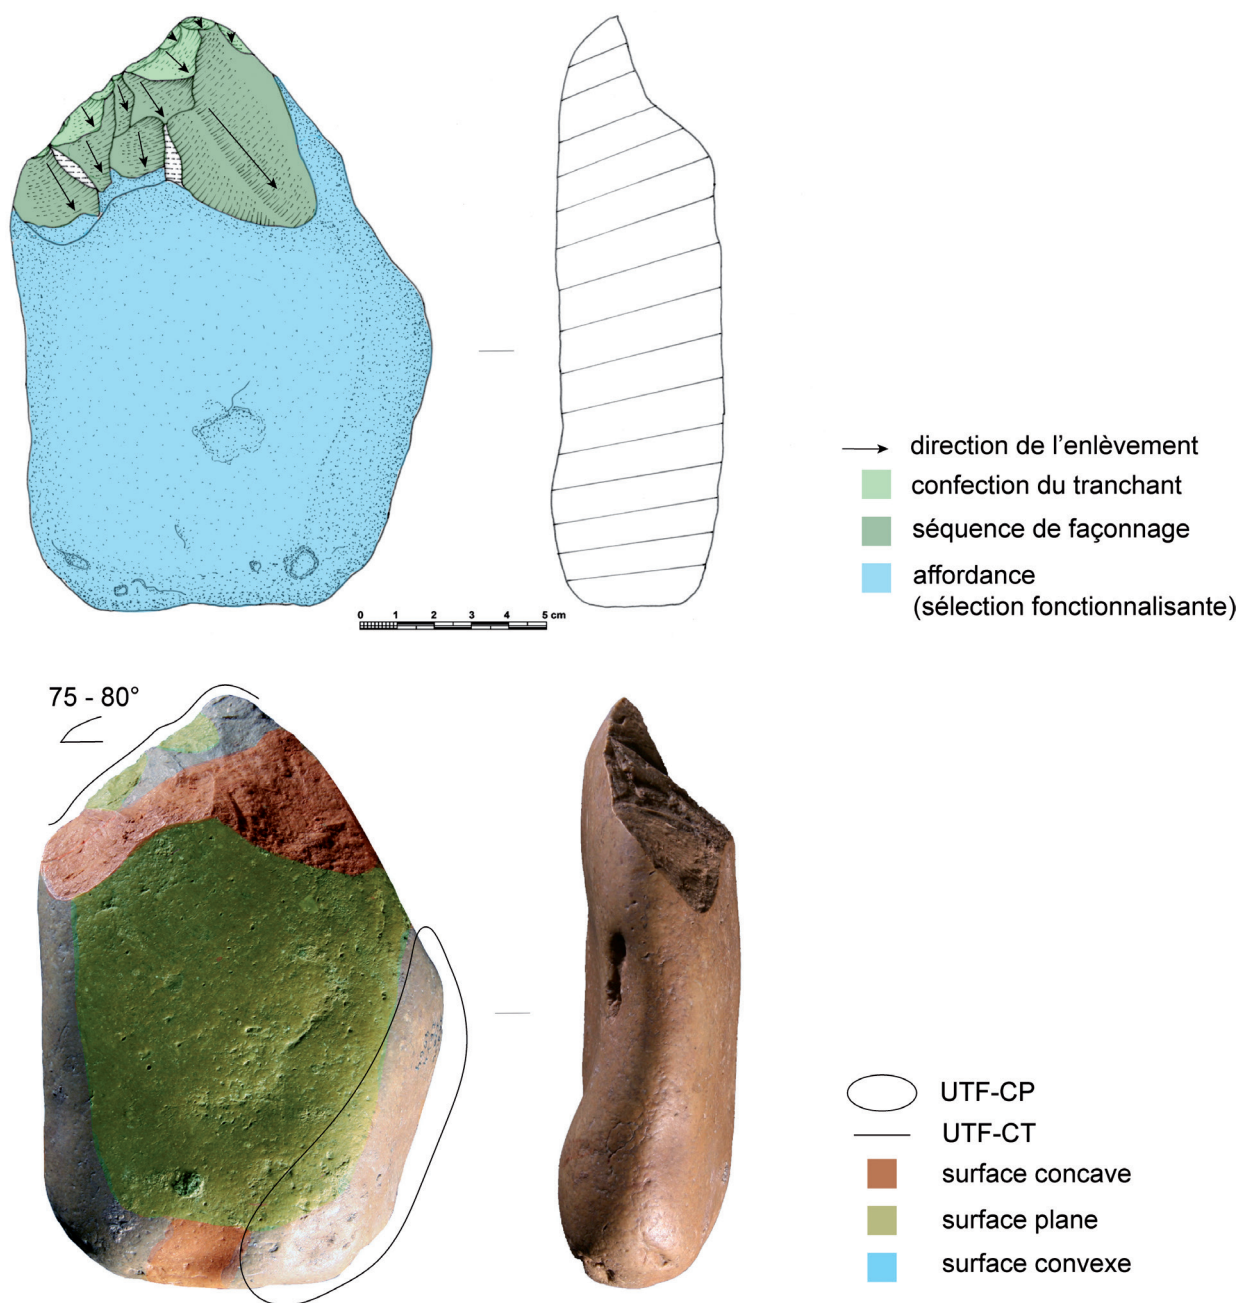 direction de l'enlèvement
confection du tranchant
séquence de façonnage
affordance
(sélection fonctionnalisante)
0 1 2 3 4 5 cm
75 - 80°
UTF-CP
UTF-CT
surface concave
surface plane
surface convexe